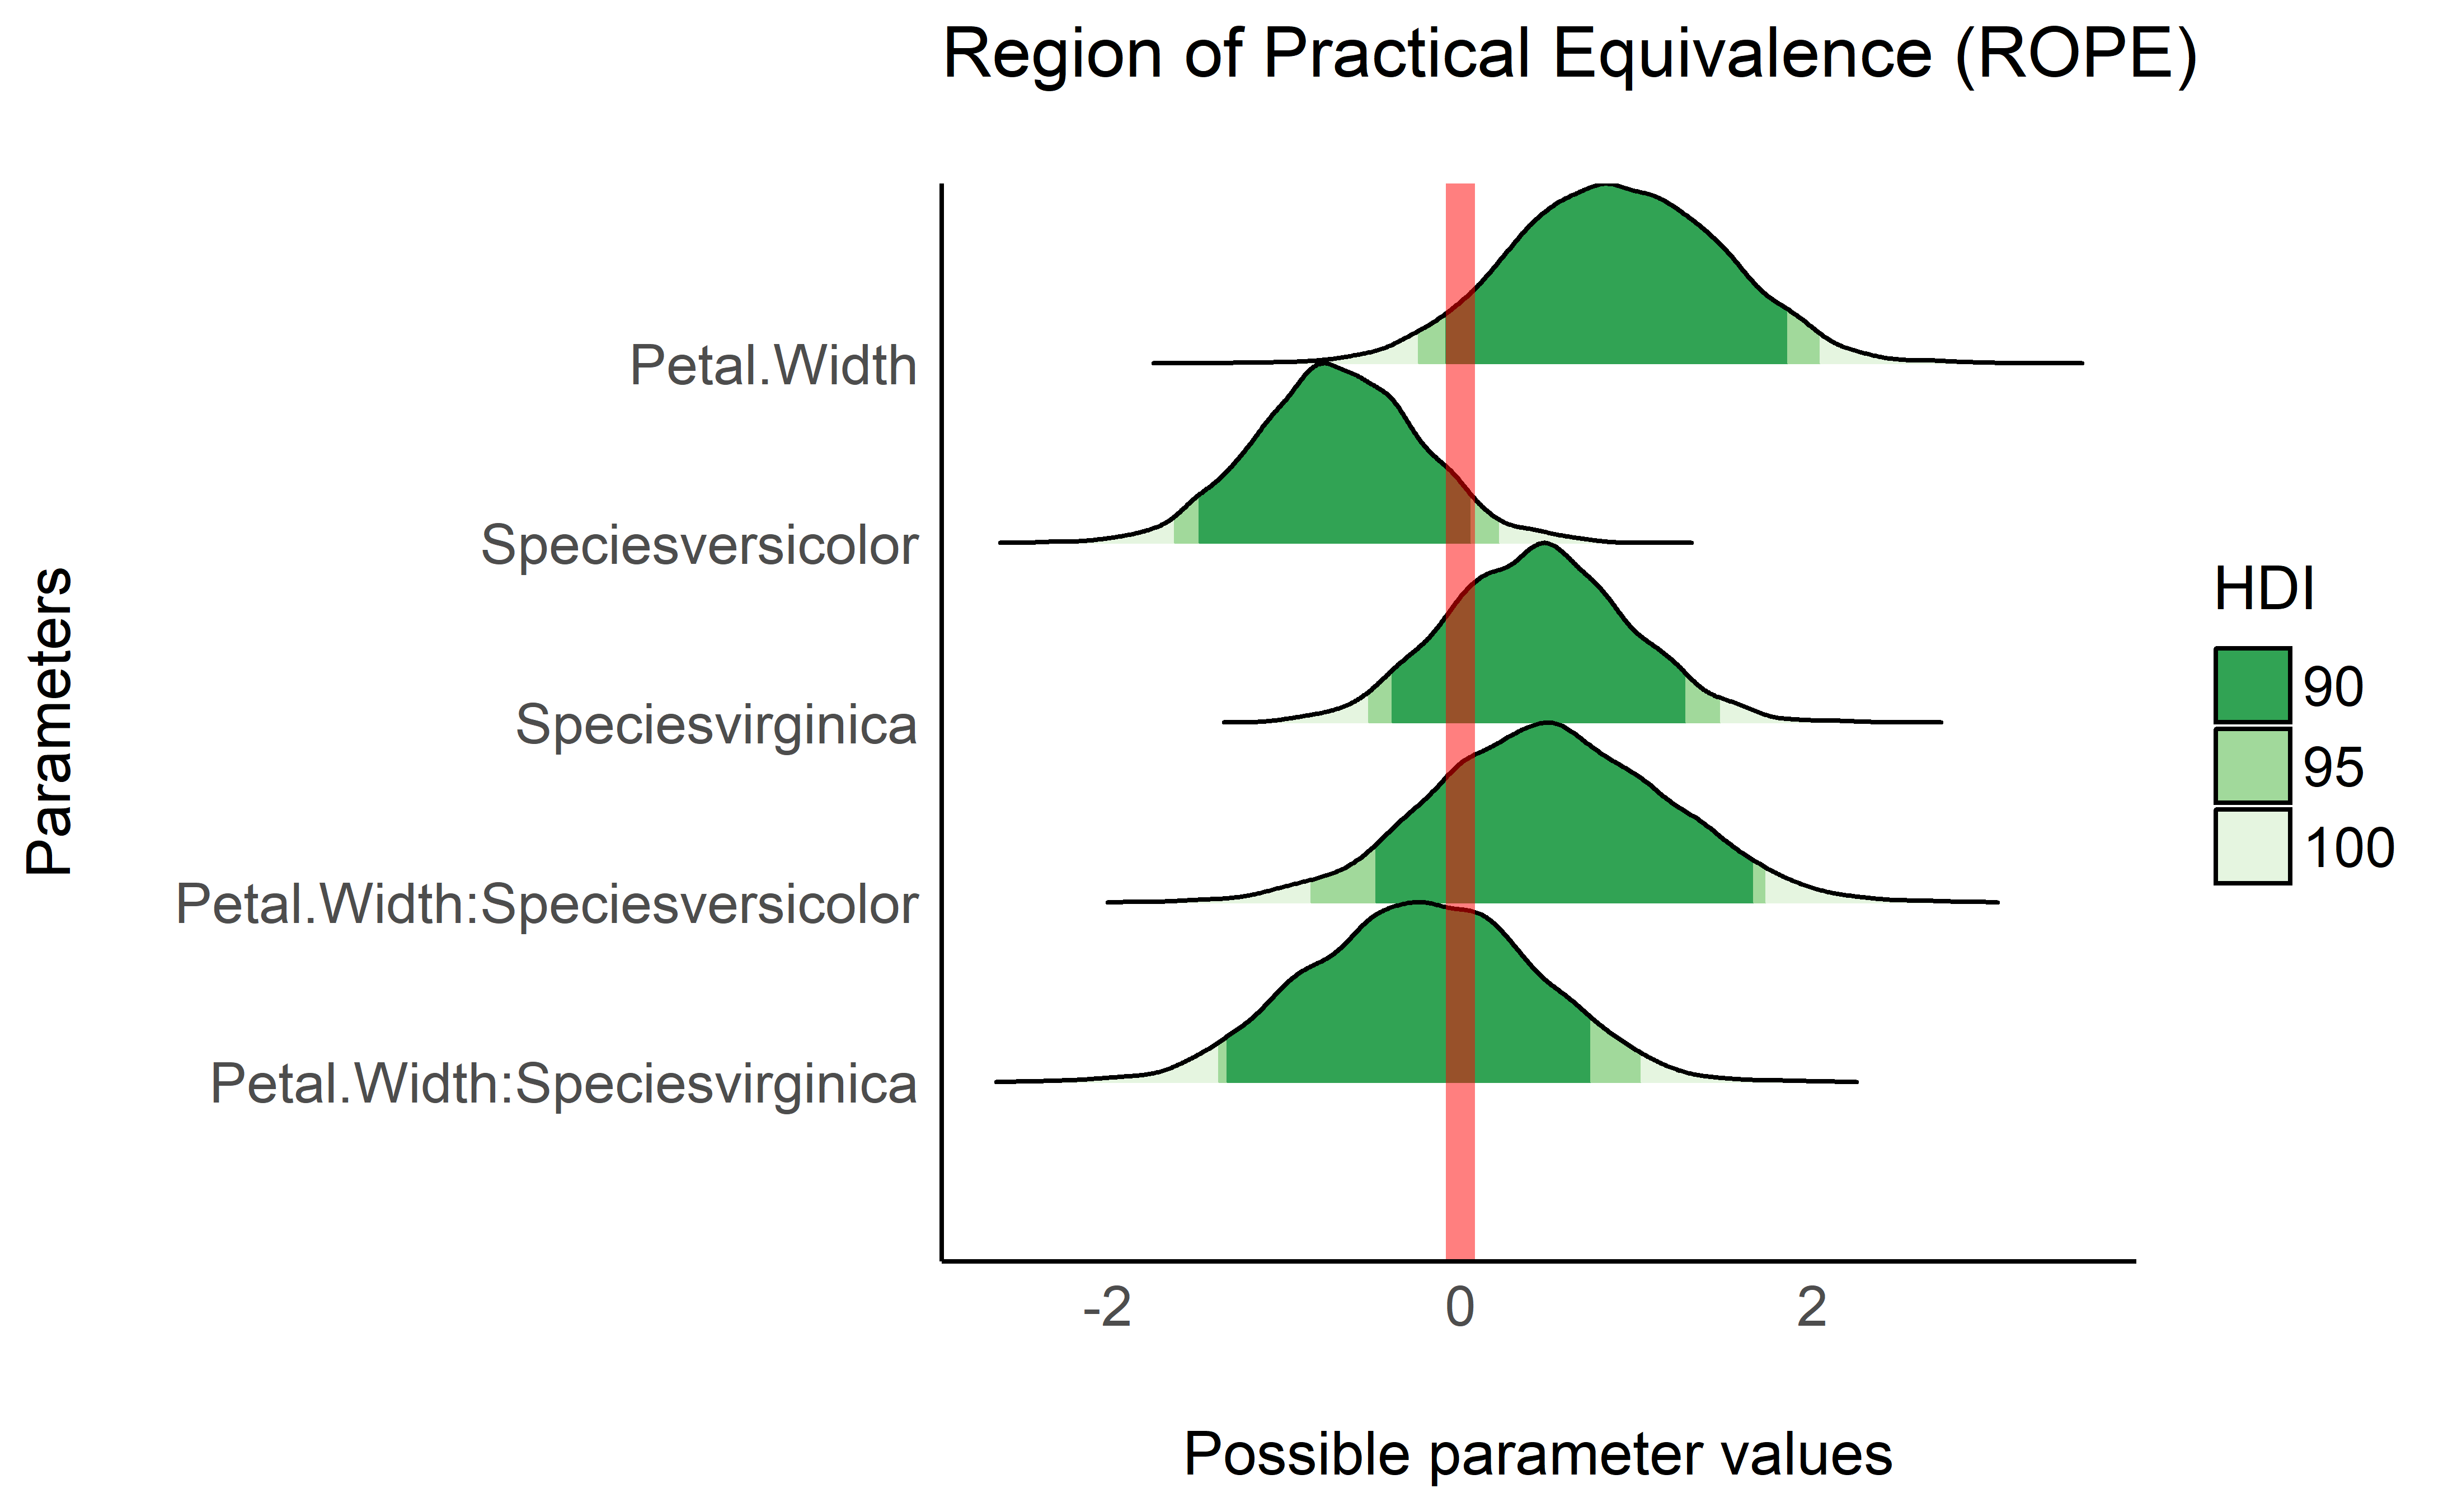 Region of Practical Equivalence (ROPE)
Parameters
Petal.Width
Speciesversicolor
Speciesvirginica
Petal.Width:Speciesversicolor
Petal.Width:Speciesvirginica
-2 0 2
Possible parameter values
HDI
90
95
100